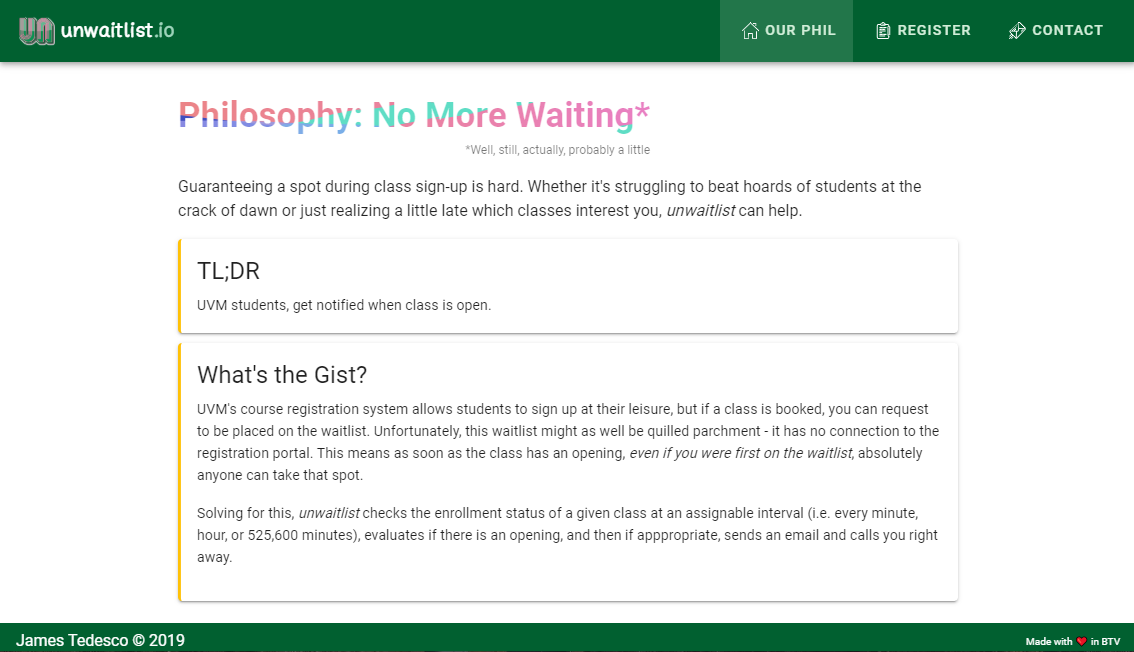 un unwaitlist.io
OUR PHIL
REGISTER
CONTACT
Philosophy: No More Waiting*
*Well, still, actually, probably a little
Guaranteeing a spot during class sign-up is hard. Whether it's struggling to beat hoards of students at the
crack of dawn or just realizing a little late which classes interest you, unwaitlist can help.
TL;DR
UVM students, get notified when class is open.
What's the Gist?
UVM's course registration system allows students to sign up at their leisure, but if a class is booked, you can request
to be placed on the waitlist. Unfortunately, this waitlist might as well be quilled parchment - it has no connection to the
registration portal. This means as soon as the class has an opening, even if you were first on the waitlist, absolutely
anyone can take that spot.
Solving for this, unwaitlist checks the enrollment status of a given class at an assignable interval (i.e. every minute,
hour, or 525,600 minutes), evaluates if there is an opening, and then if apppropriate, sends an email and calls you right
away.
James Tedesco © 2019
Made with ❤️ in BTV